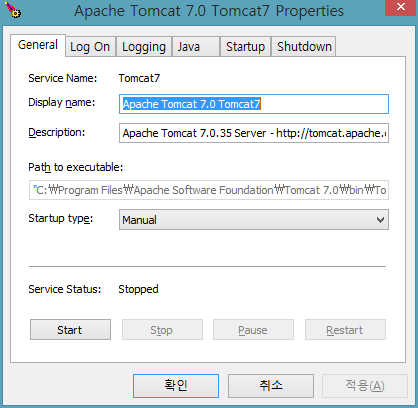 Apache Tomcat 7.0 Tomcat7 Properties
General Log On Logging Java Startup Shutdown
Service Name: Tomcat7
Display name: Apache Tomcat 7.0 Tomcat7
Description: Apache Tomcat 7.0.35 Server - http://tomcat.apache.
Path to executable:
"C:₩Program Files₩Apache Software Foundation₩Tomcat 7.0₩bin₩To
Startup type: Manual
Service Status: Stopped
Start Stop Pause Restart
확인 취소 적용(A)